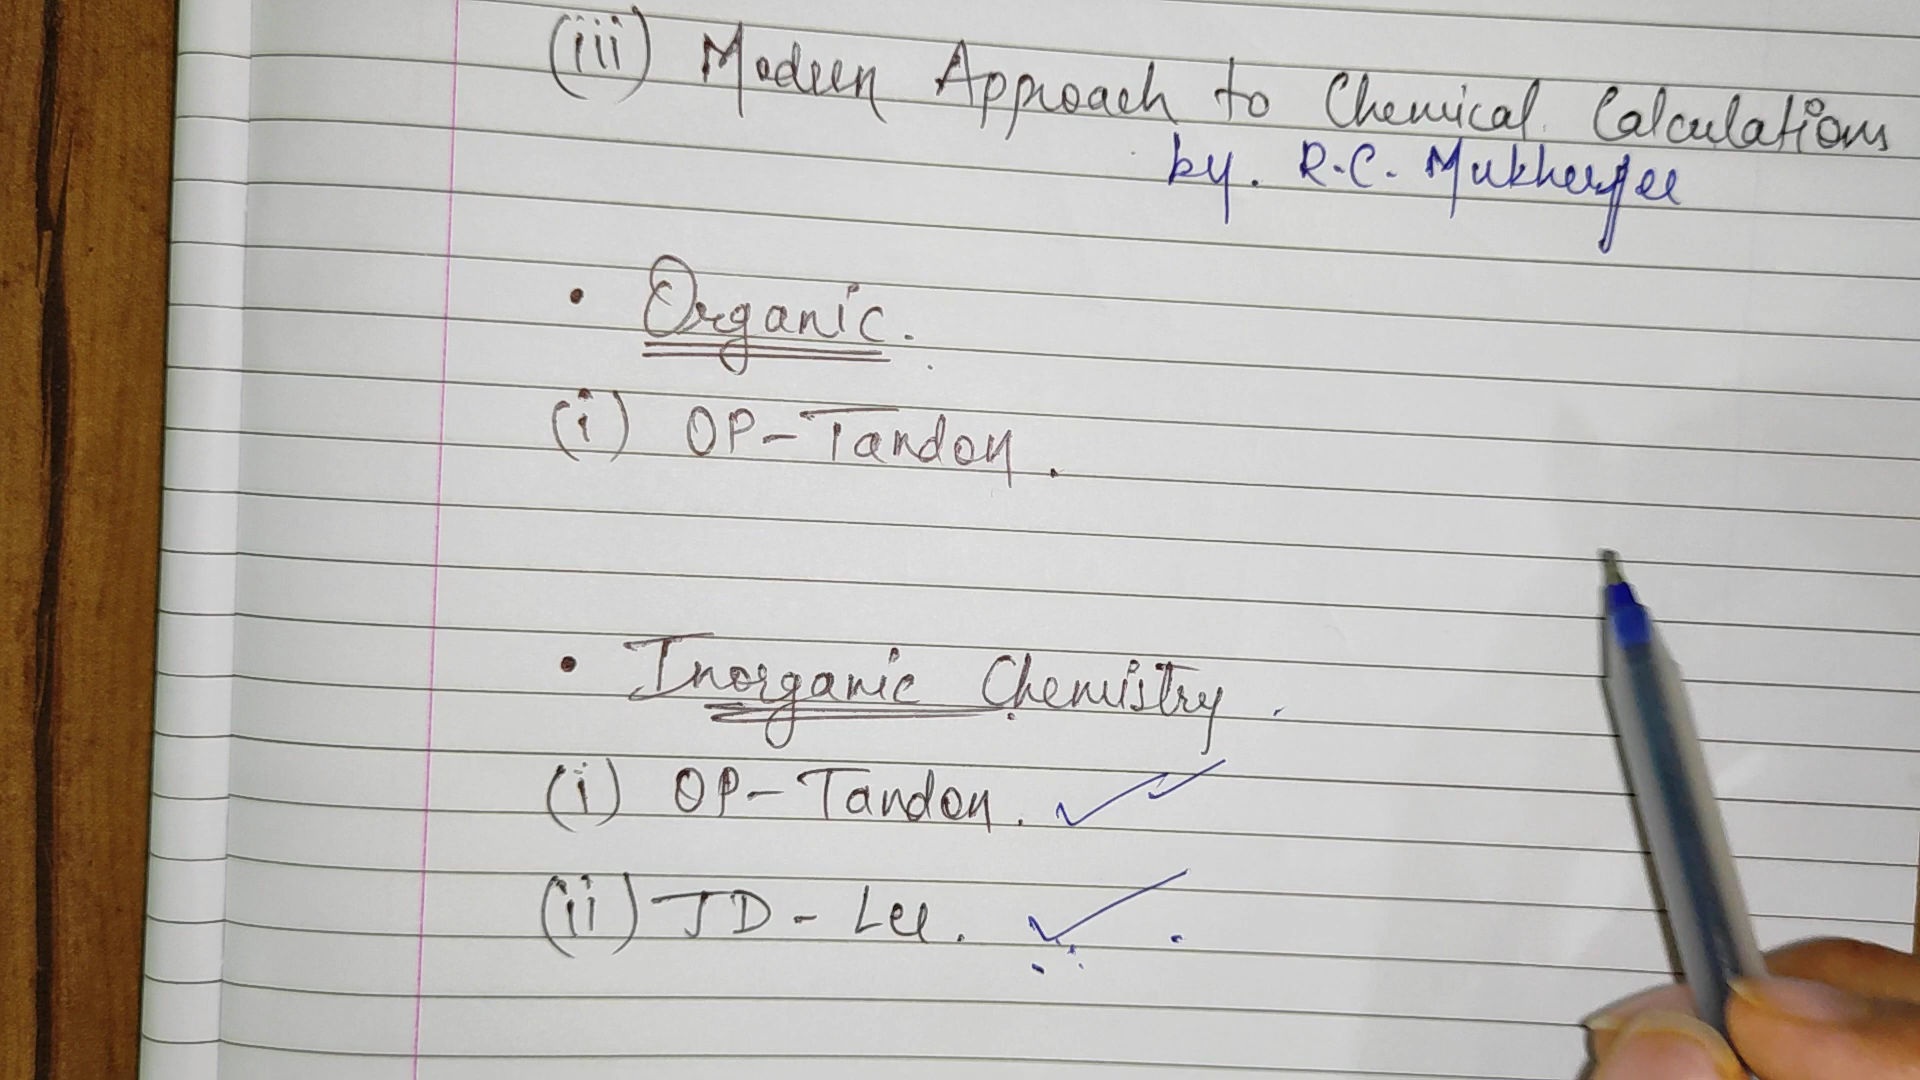 (iii) Modern Approach to Chemical Calculations
by. R.C. Mukherjee
• Organic.
(i) OP-Tandon.
• Inorganic Chemistry.
(i) OP-Tandon. ✓✓
(ii) JD-Lee. ✓